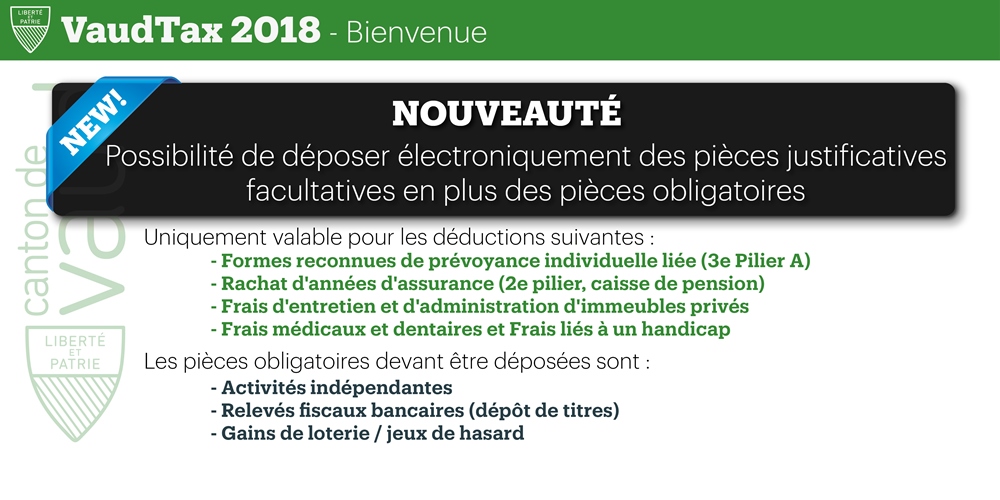 LIBERTÉ
ET
PATRIE
VaudTax 2018 - Bienvenue
NEW!
NOUVEAUTÉ
Possibilité de déposer électroniquement des pièces justificatives
facultatives en plus des pièces obligatoires
canton de
vaud
Uniquement valable pour les déductions suivantes :
- Formes reconnues de prévoyance individuelle liée (3e Pilier A)
- Rachat d'années d'assurance (2e pilier, caisse de pension)
- Frais d'entretien et d'administration d'immeubles privés
- Frais médicaux et dentaires et Frais liés à un handicap
LIBERTÉ
ET
PATRIE
Les pièces obligatoires devant être déposées sont :
- Activités indépendantes
- Relevés fiscaux bancaires (dépôt de titres)
- Gains de loterie / jeux de hasard